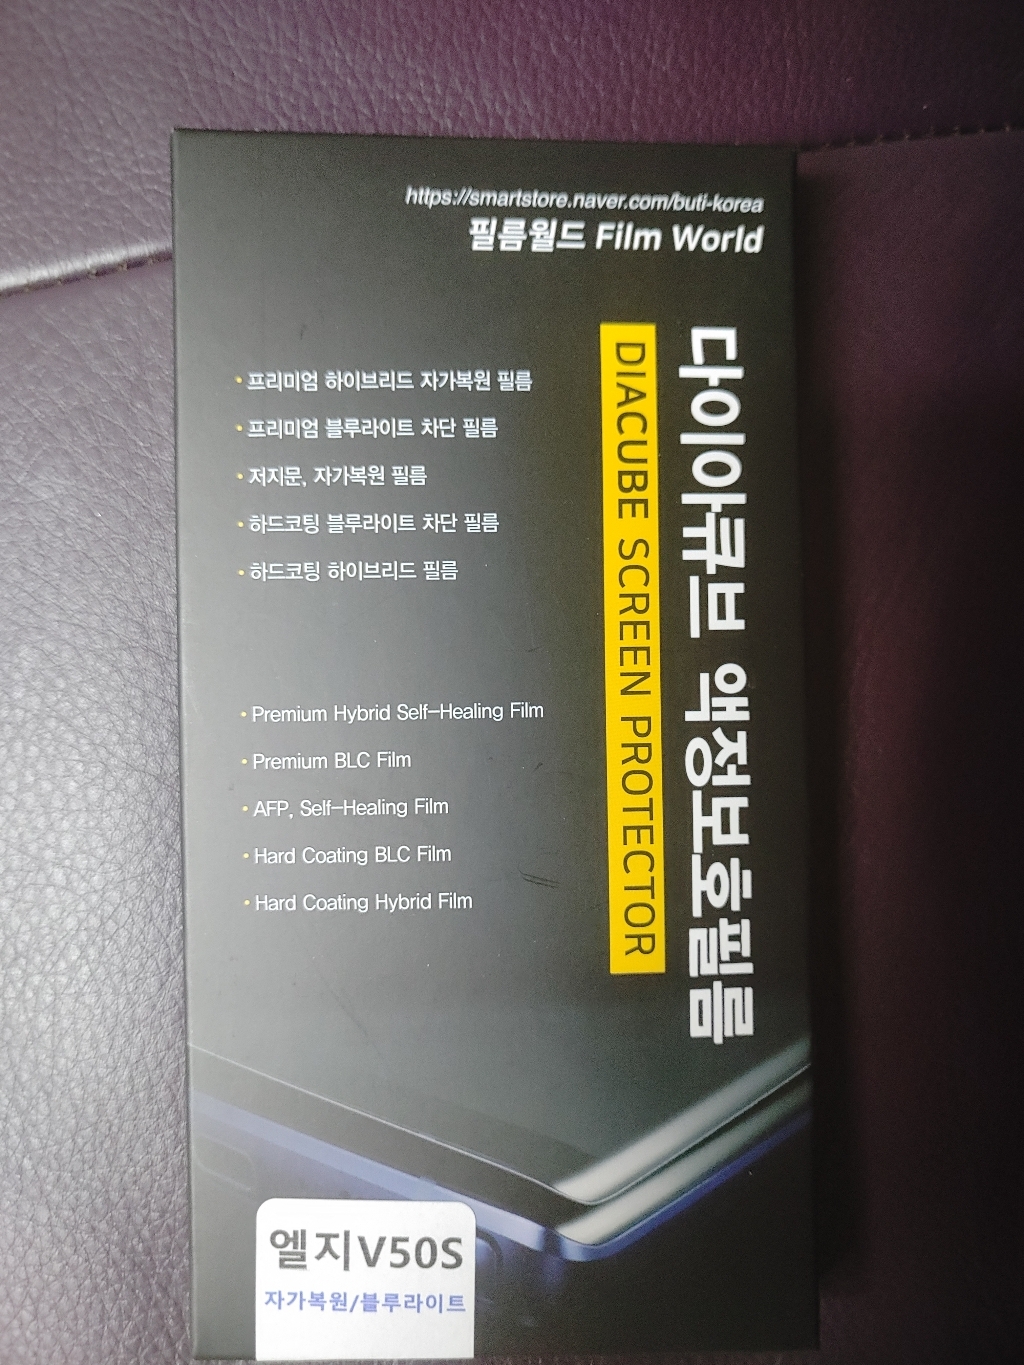 https://smartstore.naver.com/buti-korea
필름월드 Film World
다이아큐브 액정보호필름
DIACUBE SCREEN PROTECTOR
• 프리미엄 하이브리드 자가복원 필름
• 프리미엄 블루라이트 차단 필름
• 저지문, 자가복원 필름
• 하드코팅 블루라이트 차단 필름
• 하드코팅 하이브리드 필름
• Premium Hybrid Self-Healing Film
• Premium BLC Film
• AFP, Self-Healing Film
• Hard Coating BLC Film
• Hard Coating Hybrid Film
엘지V50S
자가복원/블루라이트